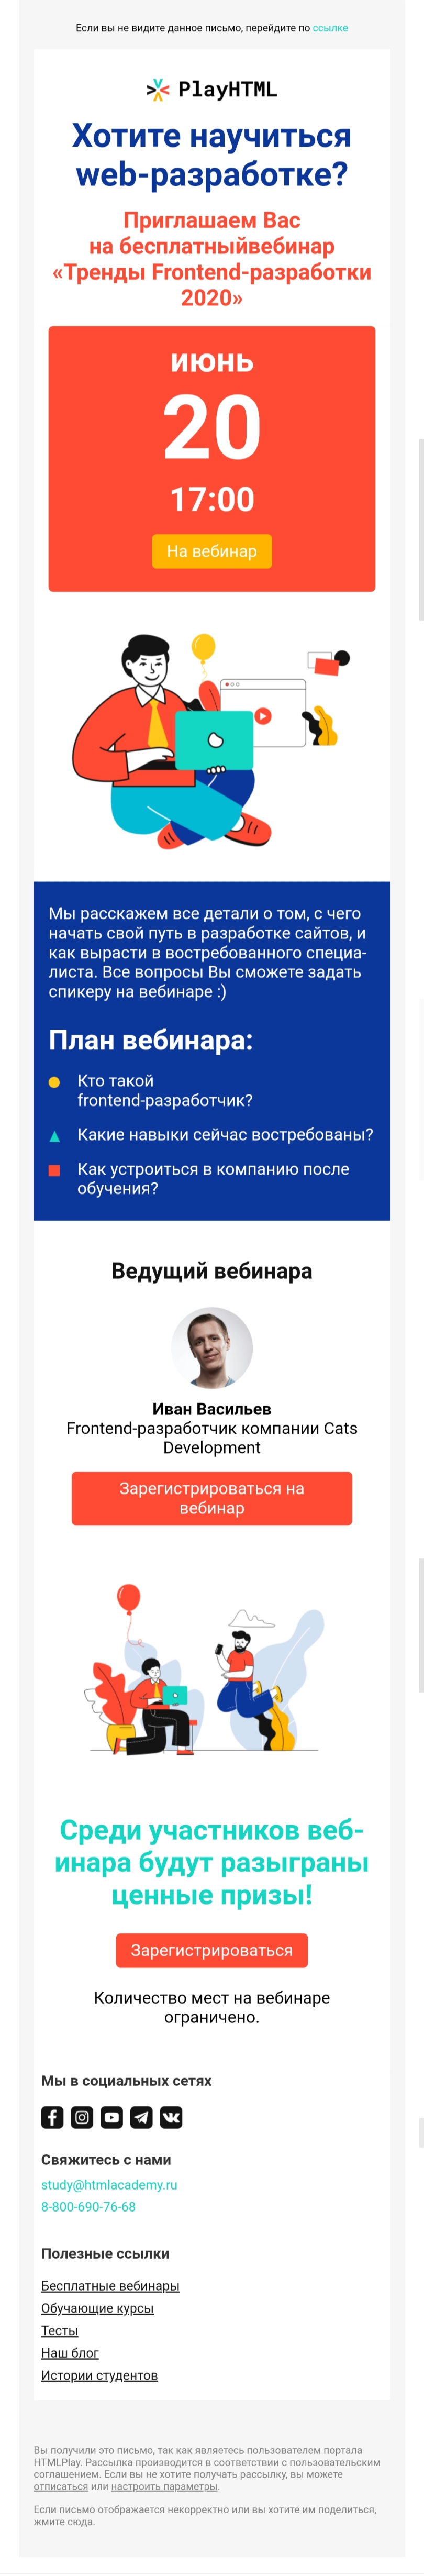 Если вы не видите данное письмо, перейдите по ссылке
PlayHTML
Хотите научиться
web-разработке?
Приглашаем Вас
на бесплатныйвебинар
«Тренды Frontend-разработки
2020»
июнь
20
17:00
На вебинар
Мы расскажем все детали о том, с чего
начать свой путь в разработке сайтов, и
как вырасти в востребованного специа-
листа. Все вопросы Вы сможете задать
спикеру на вебинаре :)
План вебинара:
Кто такой
frontend-разработчик?
Какие навыки сейчас востребованы?
Как устроиться в компанию после
обучения?
Ведущий вебинара
Иван Васильев
Frontend-разработчик компании Cats
Development
Зарегистрироваться на
вебинар
Среди участников веб-
инара будут разыграны
ценные призы!
Зарегистрироваться
Количество мест на вебинаре
ограничено.
Мы в социальных сетях
Свяжитесь с нами
study@htmlacademy.ru
8-800-690-76-68
Полезные ссылки
Бесплатные вебинары
Обучающие курсы
Тесты
Наш блог
Истории студентов
Вы получили это письмо, так как являетесь пользователем портала
HTMLPlay. Рассылка производится в соответствии с пользовательским
соглашением. Если вы не хотите получать рассылку, вы можете
отписаться или настроить параметры.
Если письмо отображается некорректно или вы хотите им поделиться,
жмите сюда.